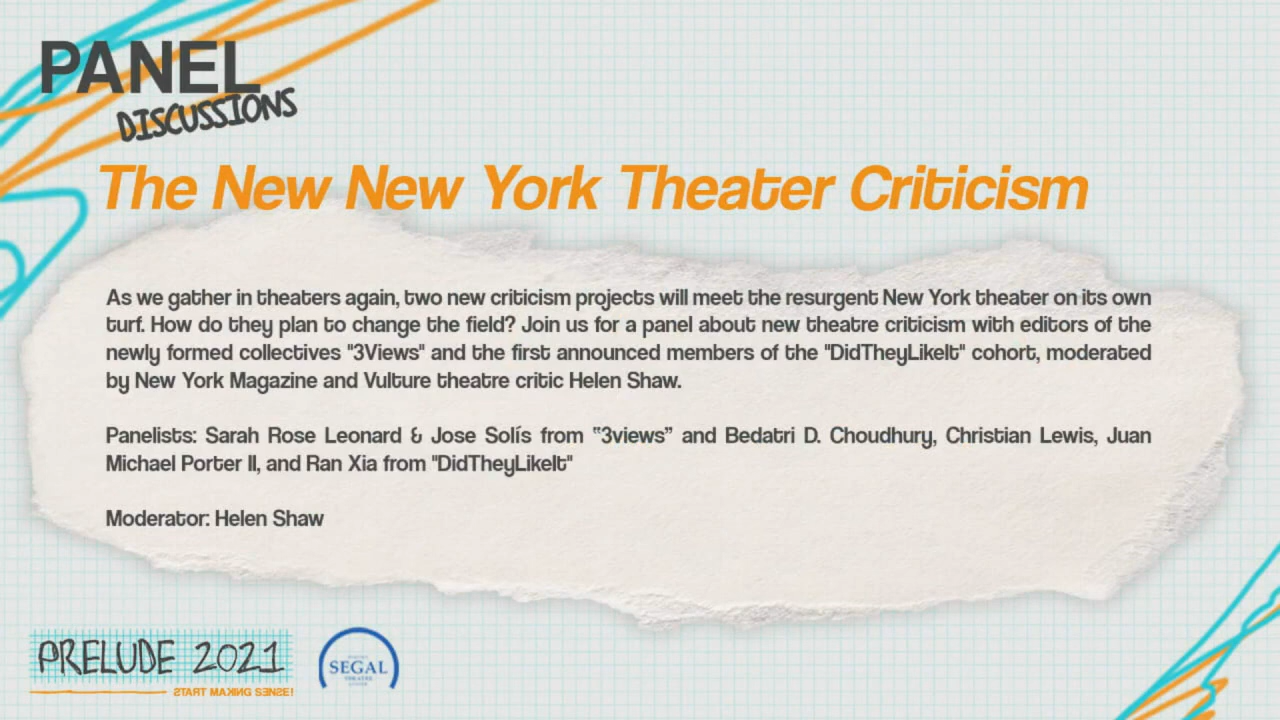 PANEL
DISCUSSIONS
The New New York Theater Criticism
As we gather in theaters again, two new criticism projects will meet the resurgent New York theater on its own
turf. How do they plan to change the field? Join us for a panel about new theatre criticism with editors of the
newly formed collectives "3Views" and the first announced members of the "DidTheyLikeIt" cohort, moderated
by New York Magazine and Vulture theatre critic Helen Shaw.
Panelists: Sarah Rose Leonard & Jose Solís from “3views” and Bedatri D. Choudhury, Christian Lewis, Juan
Michael Porter II, and Ran Xia from "DidTheyLikeIt"
Moderator: Helen Shaw
PRELUDE 2021
START MAKING SENSE!
SEGAL
THEATRE
CENTER